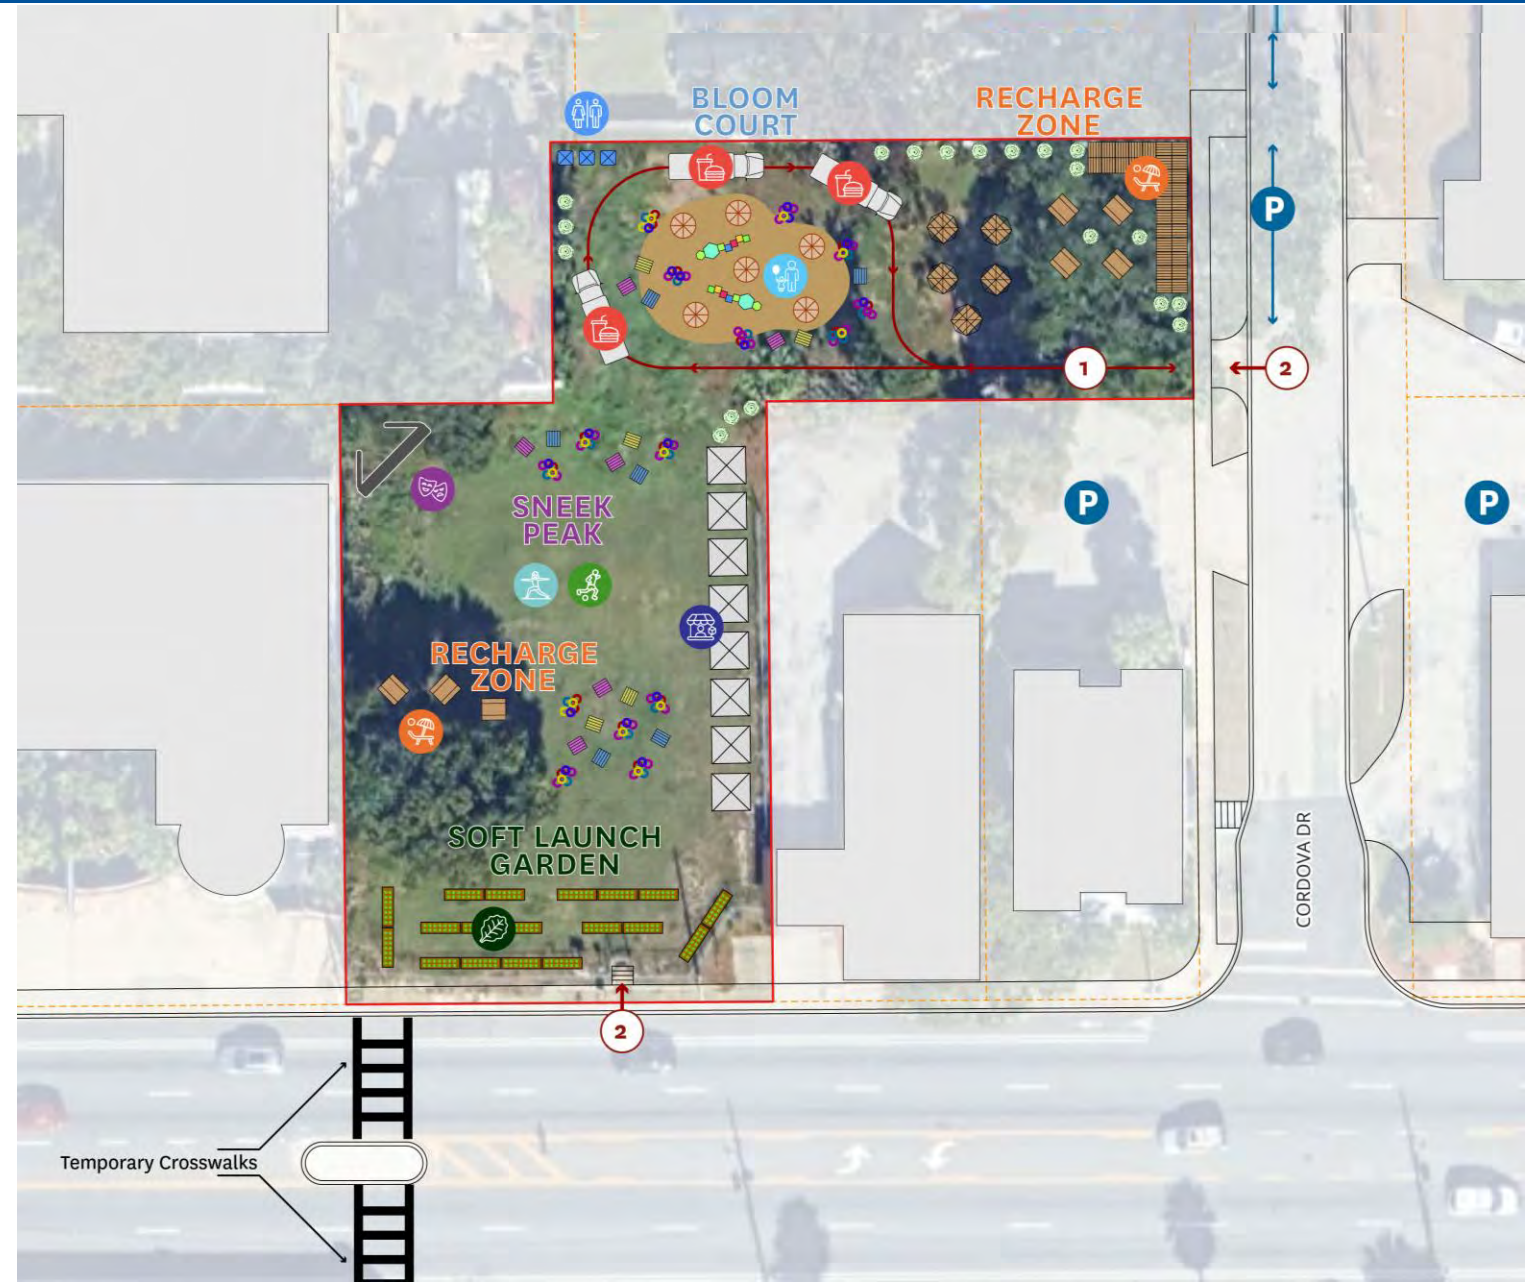 BLOOM
COURT
RECHARGE
ZONE
P
1
2
SNEEK
PEAK
P
P
RECHARGE
ZONE
SOFT LAUNCH
GARDEN
CORDOVA DR
2
Temporary Crosswalks